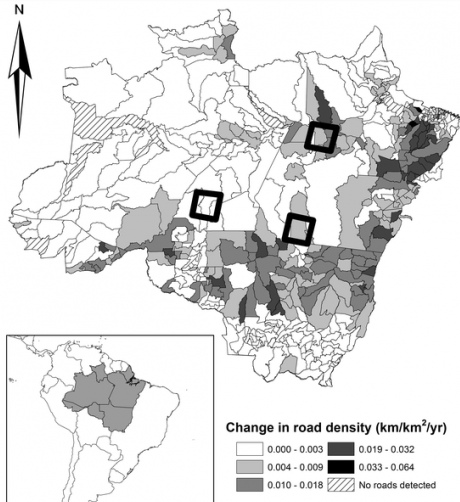 N
Change in road density (km/km²/yr)
0.000 - 0.003 0.019 - 0.032
0.004 - 0.009 0.033 - 0.064
0.010 - 0.018 No roads detected